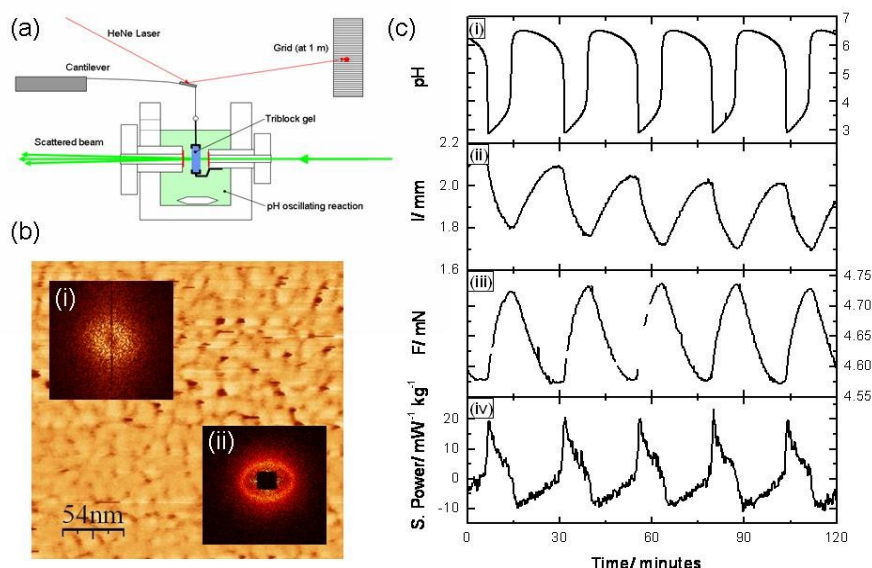 (a)
HeNe Laser
Grid (at 1 m)
Cantilever
Triblock gel
Scattered beam
pH oscillating reaction
(b)
(i)
(ii)
54nm
(c)
(i)
pH
7
6
5
4
3
(ii)
l/ mm
2.2
2.0
1.8
1.6
(iii)
F/ mN
4.75
4.70
4.65
4.60
4.55
(iv)
S. Power/ mW⁻¹ kg⁻¹
20
10
0
-10
0 30 60 90 120
Time/ minutes